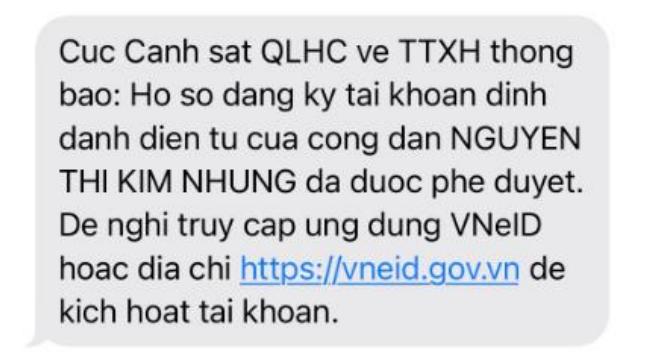 Cuc Canh sat QLHC ve TTXH thong
bao: Ho so dang ky tai khoan dinh
danh dien tu cua cong dan NGUYEN
THI KIM NHUNG da duoc phe duyet.
De nghi truy cap ung dung VNeID
hoac dia chi https://vneid.gov.vn de
kich hoat tai khoan.